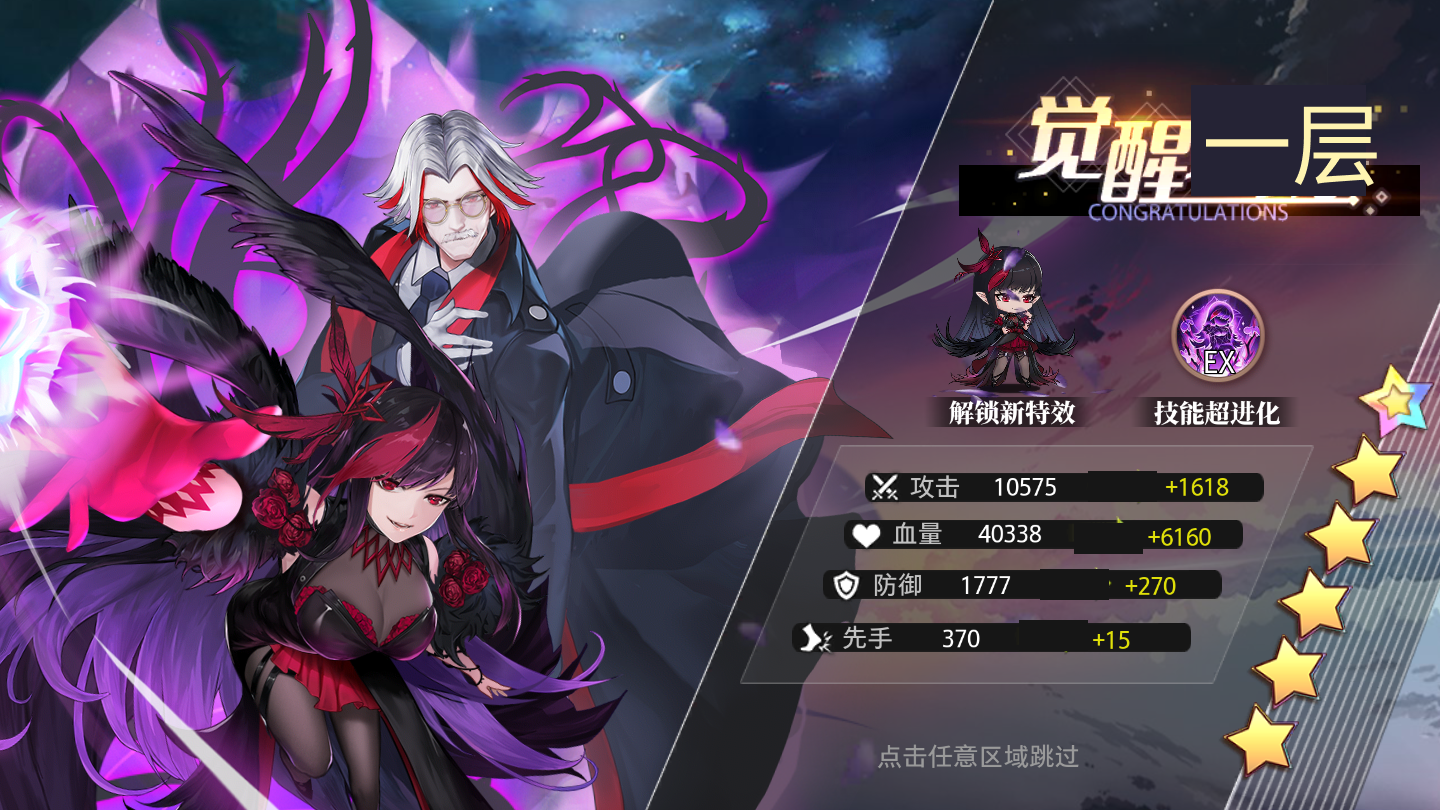 觉醒一层
CONGRATULATIONS
EX
解锁新特效 技能超进化
攻击 10575 +1618
血量 40338 +6160
防御 1777 +270
先手 370 +15
点击任意区域跳过